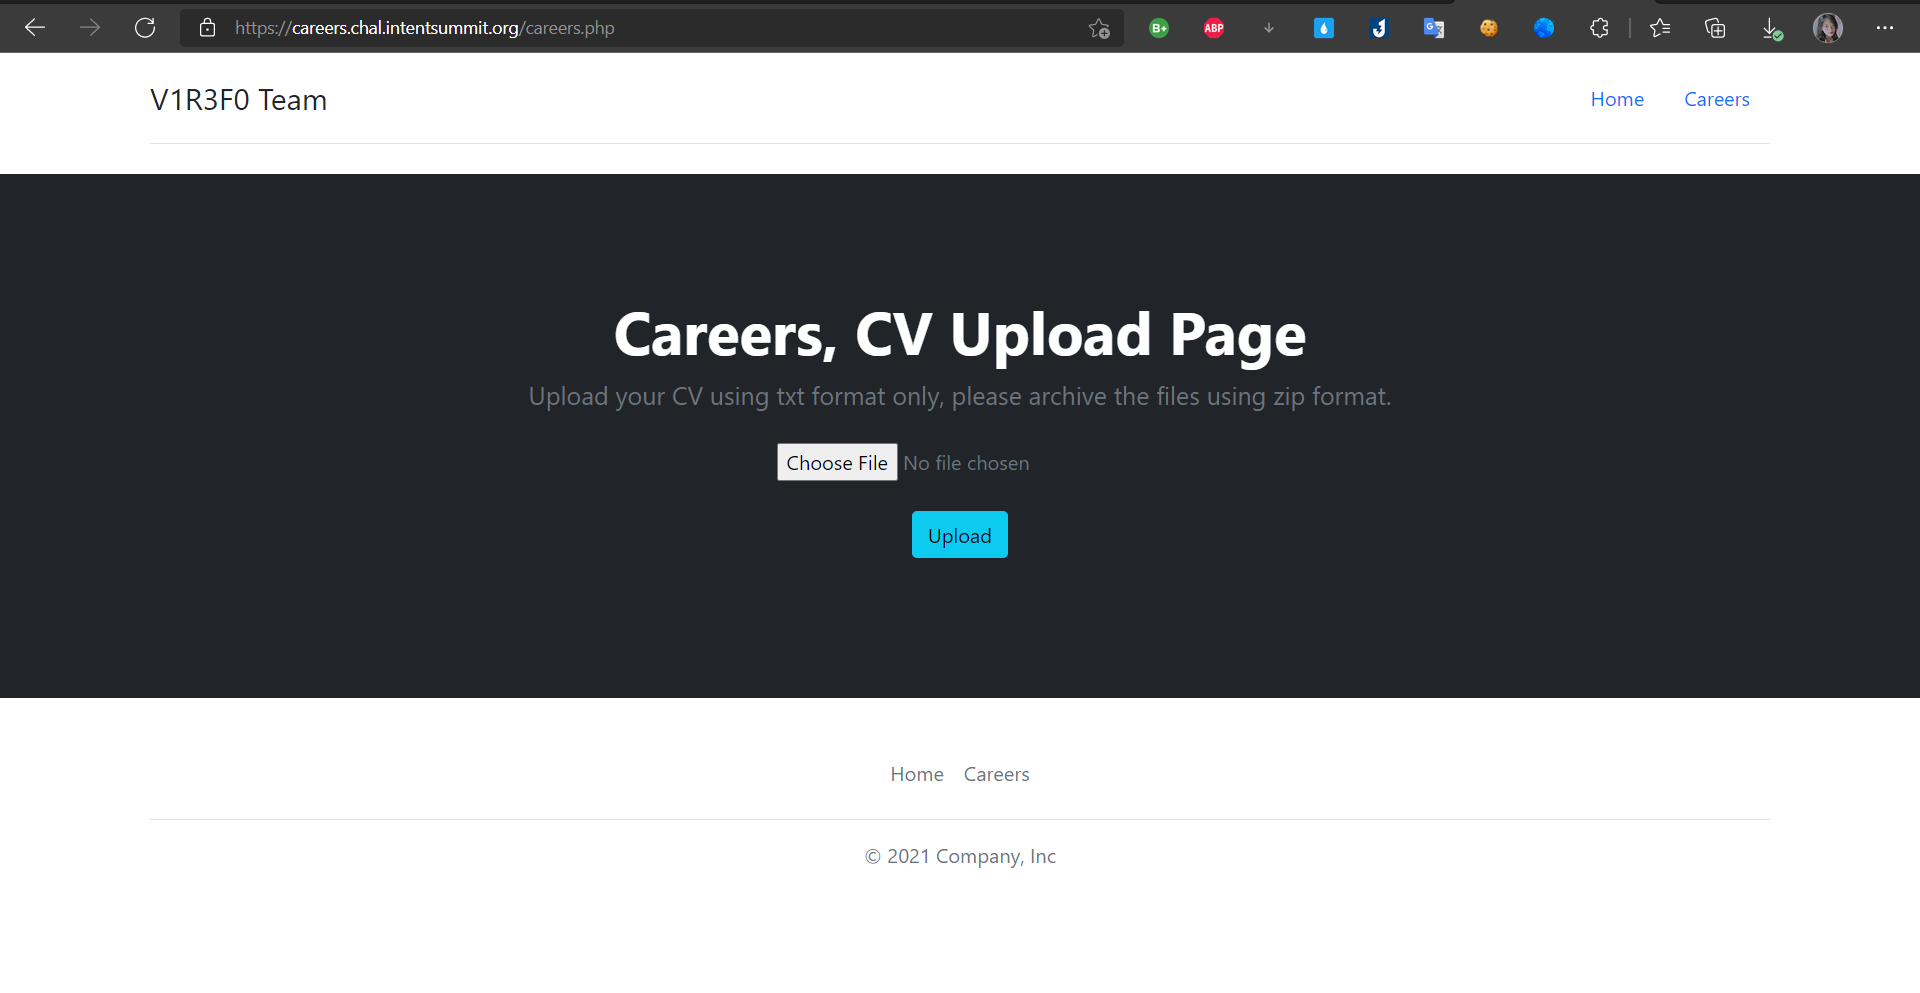 https://careers.chal.intentsummit.org/careers.php
B+
ABP
V1R3F0 Team
Home Careers
Careers, CV Upload Page
Upload your CV using txt format only, please archive the files using zip format.
Choose File No file chosen
Upload
Home Careers
© 2021 Company, Inc